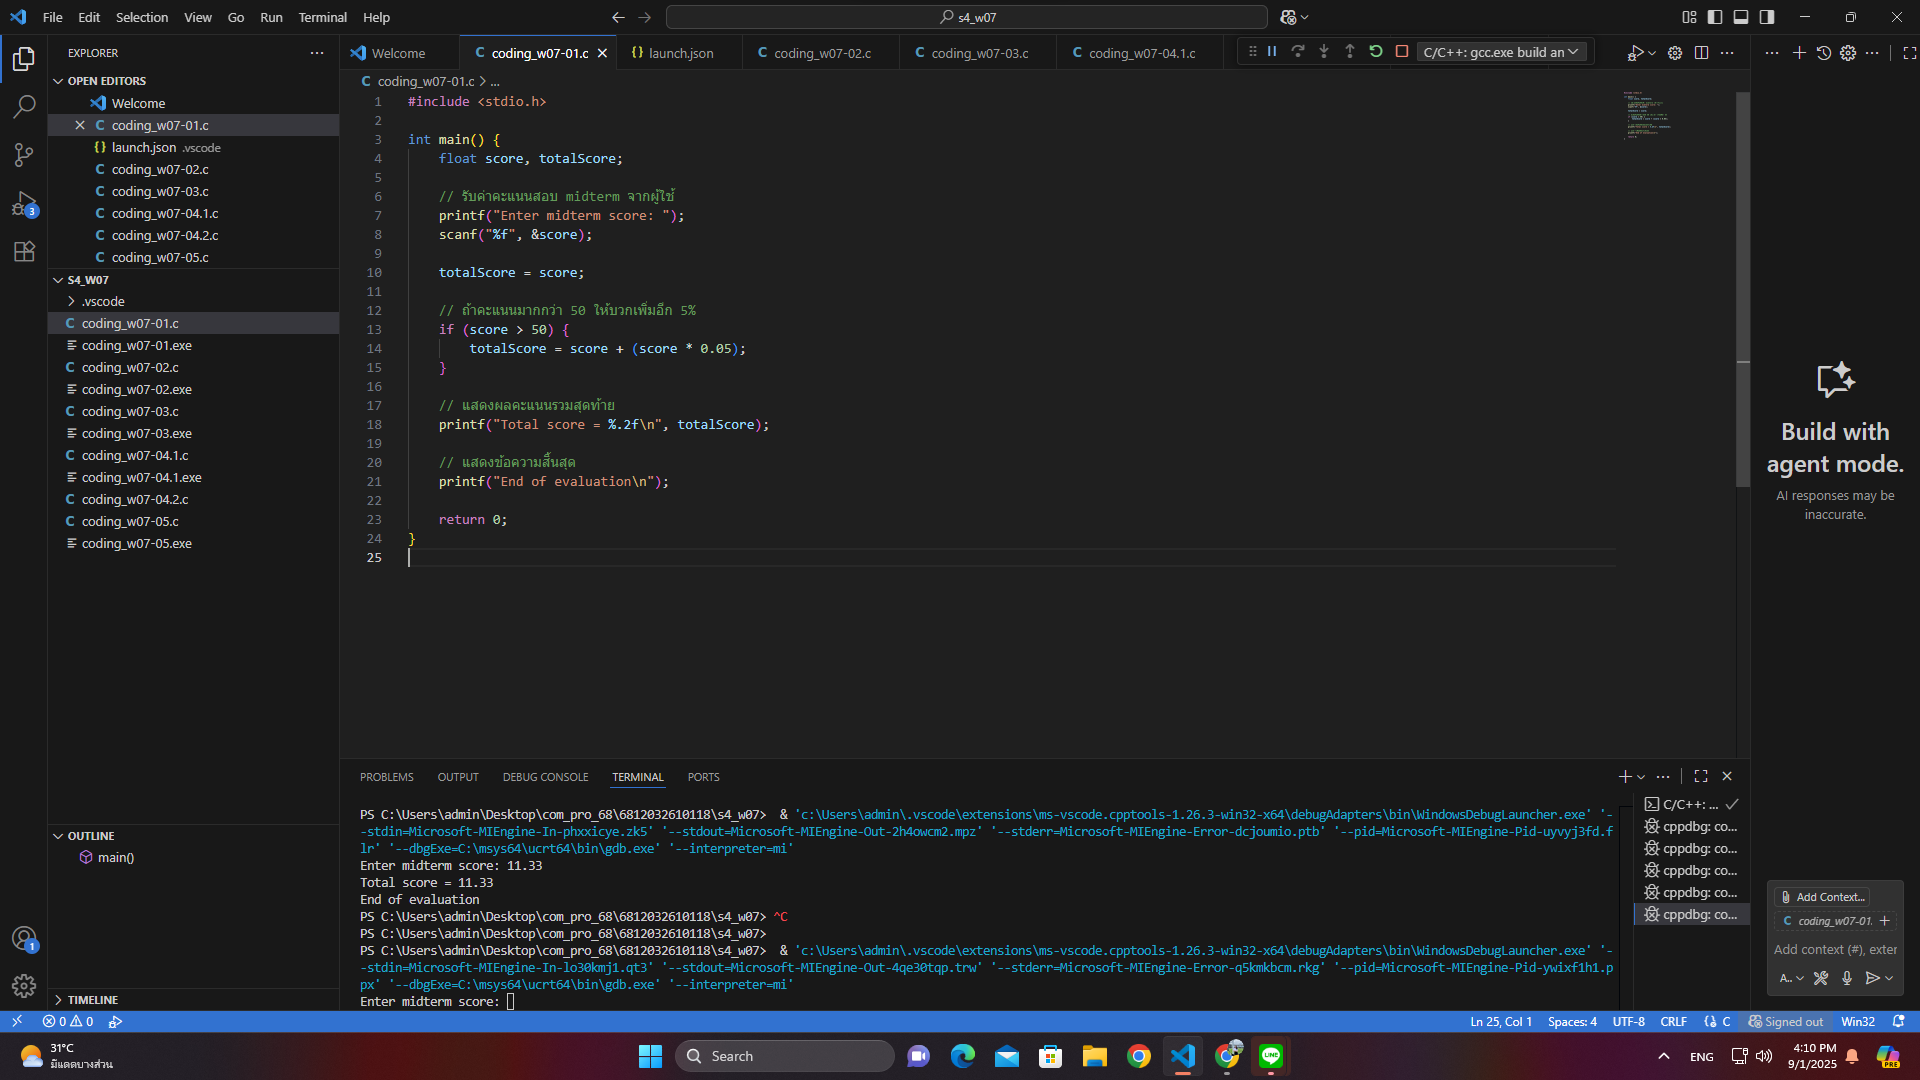 File Edit Selection View Go Run Terminal Help
s4_w07
EXPLORER
OPEN EDITORS
Welcome
coding_w07-01.c
launch.json .vscode
coding_w07-02.c
coding_w07-03.c
coding_w07-04.1.c
coding_w07-04.2.c
coding_w07-05.c
S4_W07
.vscode
coding_w07-01.c
coding_w07-01.exe
coding_w07-02.c
coding_w07-02.exe
coding_w07-03.c
coding_w07-03.exe
coding_w07-04.1.c
coding_w07-04.1.exe
coding_w07-04.2.c
coding_w07-05.c
coding_w07-05.exe
OUTLINE
main()
TIMELINE
Welcome coding_w07-01.c launch.json coding_w07-02.c coding_w07-03.c coding_w07-04.1.c C/C++: gcc.exe build an
C coding_w07-01.c > ...
1 #include <stdio.h>
2
3 int main() {
4 float score, totalScore;
5
6 // รับค่าคะแนนสอบ midterm จากผู้ใช้
7 printf("Enter midterm score: ");
8 scanf("%f", &score);
9
10 totalScore = score;
11
12 // ถ้าคะแนนมากกว่า 50 ให้บวกเพิ่มอีก 5%
13 if (score > 50) {
14 totalScore = score + (score * 0.05);
15 }
16
17 // แสดงผลคะแนนรวมสุดท้าย
18 printf("Total score = %.2f\n", totalScore);
19
20 // แสดงข้อความสิ้นสุด
21 printf("End of evaluation\n");
22
23 return 0;
24 }
25
PROBLEMS OUTPUT DEBUG CONSOLE TERMINAL PORTS
PS C:\Users\admin\Desktop\com_pro_68\6812032610118\s4_w07> & 'c:\Users\admin\.vscode\extensions\ms-vscode.cpptools-1.26.3-win32-x64\debugAdapters\bin\WindowsDebugLauncher.exe' '-
-stdin=Microsoft-MIEngine-In-phxxicye.zk5' '--stdout=Microsoft-MIEngine-Out-2h4owcm2.mpz' '--stderr=Microsoft-MIEngine-Error-dcjoumio.ptb' '--pid=Microsoft-MIEngine-Pid-uyvyj3fd.f
lr' '--dbgExe=C:\msys64\ucrt64\bin\gdb.exe' '--interpreter=mi'
Enter midterm score: 11.33
Total score = 11.33
End of evaluation
PS C:\Users\admin\Desktop\com_pro_68\6812032610118\s4_w07> ^C
PS C:\Users\admin\Desktop\com_pro_68\6812032610118\s4_w07>
PS C:\Users\admin\Desktop\com_pro_68\6812032610118\s4_w07> & 'c:\Users\admin\.vscode\extensions\ms-vscode.cpptools-1.26.3-win32-x64\debugAdapters\bin\WindowsDebugLauncher.exe' '-
-stdin=Microsoft-MIEngine-In-lo30kmj1.qt3' '--stdout=Microsoft-MIEngine-Out-4qe30tqp.trw' '--stderr=Microsoft-MIEngine-Error-q5kmkbcm.rkg' '--pid=Microsoft-MIEngine-Pid-ywixf1h1.p
px' '--dbgExe=C:\msys64\ucrt64\bin\gdb.exe' '--interpreter=mi'
Enter midterm score:
C/C++: ...
cppdbg: co...
cppdbg: co...
cppdbg: co...
cppdbg: co...
cppdbg: co...
Build with
agent mode.
AI responses may be
inaccurate.
Add Context...
C coding_w07-01.
Add context (#), exter
A..
3
1
0 0
Ln 25, Col 1 Spaces: 4 UTF-8 CRLF {} C Signed out Win32
31°C
มีแดดบางส่วน
Search
LINE
ENG
4:10 PM
9/1/2025
PRE